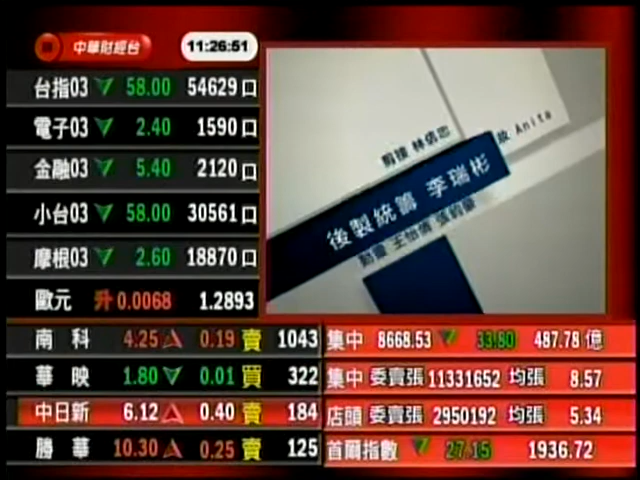 中華財經台 11:26:51
台指03 58.00 54629口
電子03 2.40 1590口
金融03 5.40 2120口
小台03 58.00 30561口
摩根03 2.60 18870口
歐元 升0.0068 1.2893
剪接 林信宏
Anita
後製統籌 李瑞彬
動畫 王怡倩
南科 4.25 0.19 賣 1043
華映 1.80 0.01 買 322
中日新 6.12 0.40 賣 184
勝華 10.30 0.25 賣 125
集中 8668.53 33.80 487.78 億
集中 委賣張 11331652 均張 8.57
店頭 委賣張 2950192 均張 5.34
首爾指數 27.15 1936.72